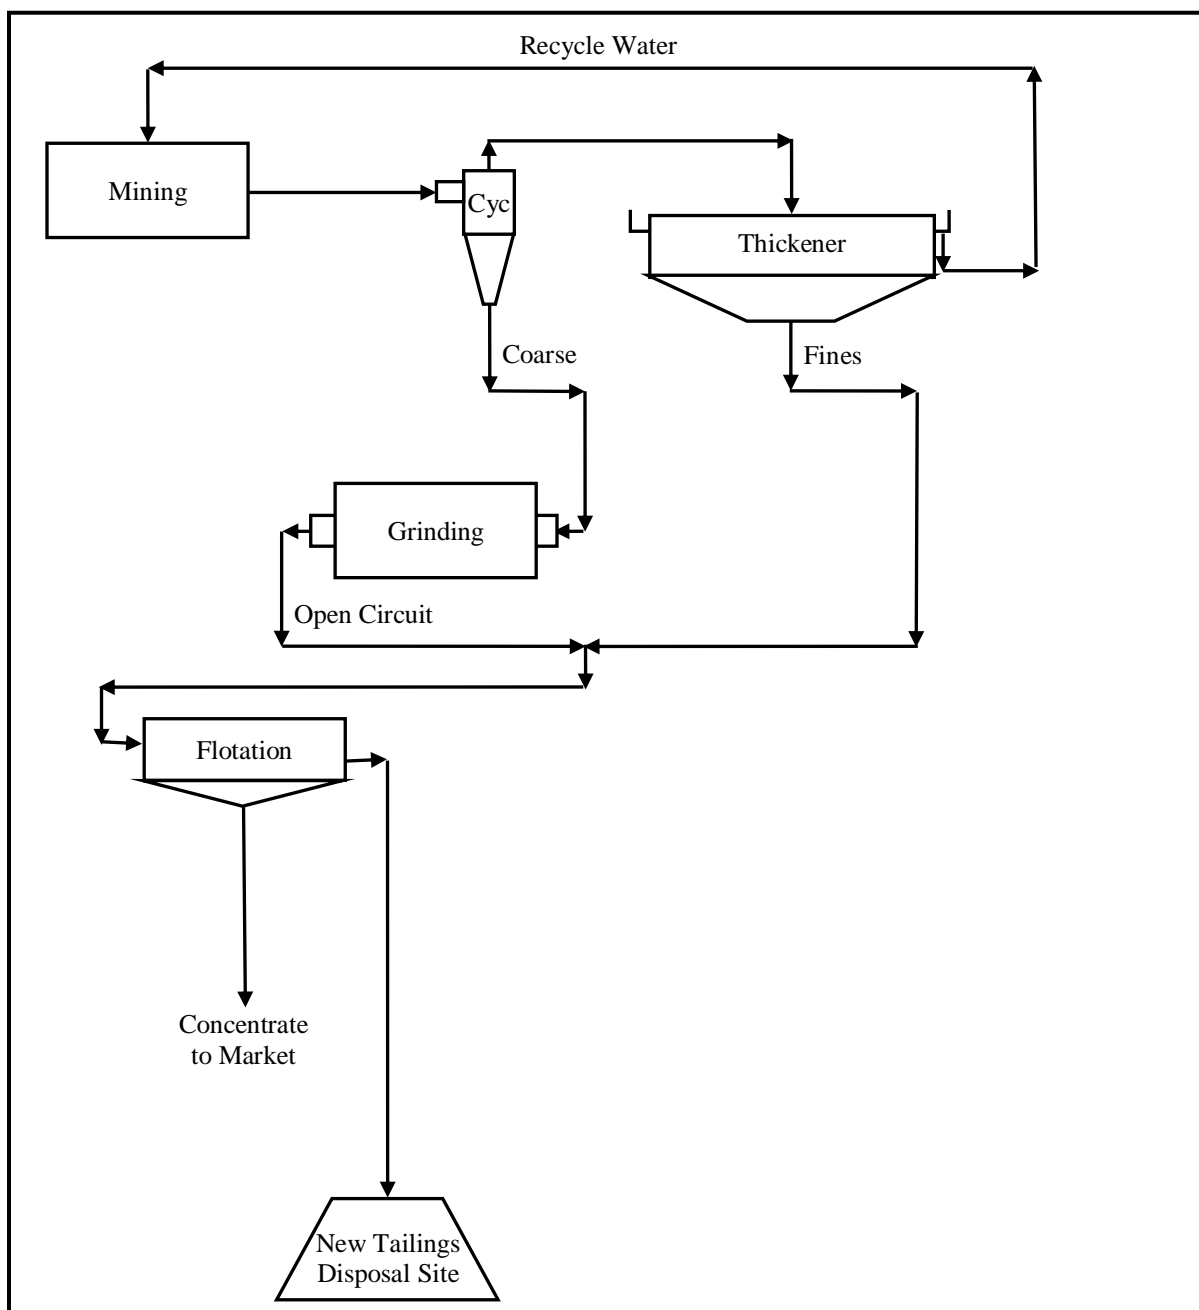 Recycle Water
Mining
Cyc
Thickener
Coarse
Fines
Grinding
Open Circuit
Flotation
Concentrate
to Market
New Tailings
Disposal Site